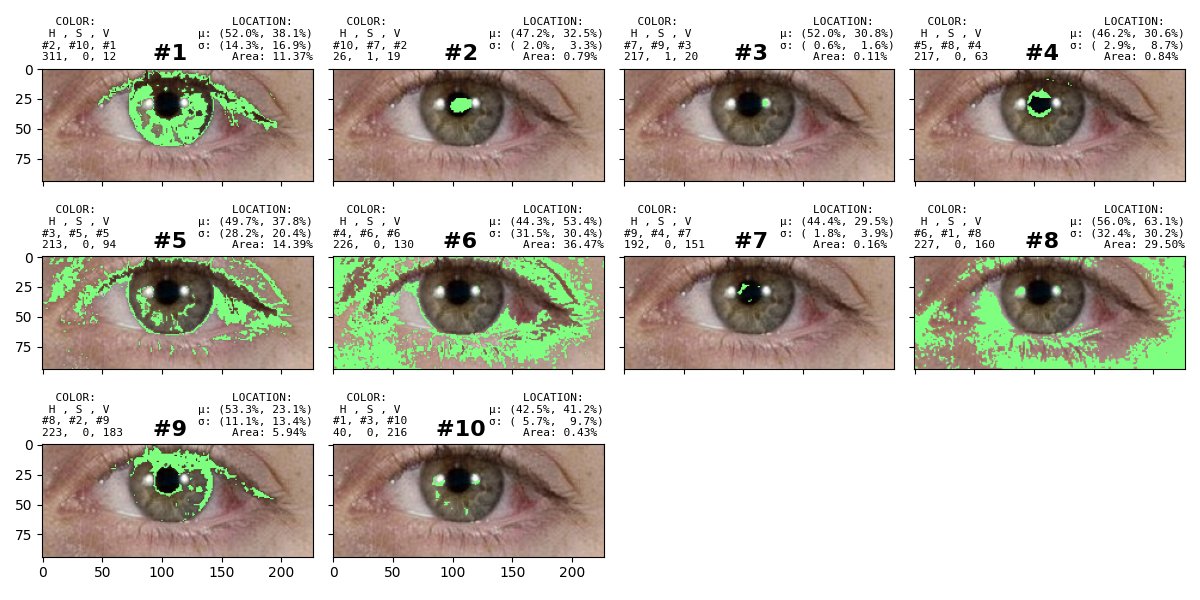 COLOR: LOCATION:
H , S , V μ: (52.0%, 38.1%)
#2, #10, #1 #1 σ: (14.3%, 16.9%)
311, 0, 12 Area: 11.37%
COLOR: LOCATION:
H , S , V μ: (47.2%, 32.5%)
#10, #7, #2 #2 σ: ( 2.0%, 3.3%)
26, 1, 19 Area: 0.79%
COLOR: LOCATION:
H , S , V μ: (52.0%, 30.8%)
#7, #9, #3 #3 σ: ( 0.6%, 1.6%)
217, 1, 20 Area: 0.11%
COLOR: LOCATION:
H , S , V μ: (46.2%, 30.6%)
#5, #8, #4 #4 σ: ( 2.9%, 8.7%)
217, 0, 63 Area: 0.84%
0
25
50
75
COLOR: LOCATION:
H , S , V μ: (49.7%, 37.8%)
#3, #5, #5 #5 σ: (28.2%, 20.4%)
213, 0, 94 Area: 14.39%
COLOR: LOCATION:
H , S , V μ: (44.3%, 53.4%)
#4, #6, #6 #6 σ: (31.5%, 30.4%)
226, 0, 130 Area: 36.47%
COLOR: LOCATION:
H , S , V μ: (44.4%, 29.5%)
#9, #4, #7 #7 σ: ( 1.8%, 3.9%)
192, 0, 151 Area: 0.16%
COLOR: LOCATION:
H , S , V μ: (56.0%, 63.1%)
#6, #1, #8 #8 σ: (32.4%, 30.2%)
227, 0, 160 Area: 29.50%
0
25
50
75
COLOR: LOCATION:
H , S , V μ: (53.3%, 23.1%)
#8, #2, #9 #9 σ: (11.1%, 13.4%)
223, 0, 183 Area: 5.94%
COLOR: LOCATION:
H , S , V μ: (42.5%, 41.2%)
#1, #3, #10 #10 σ: ( 5.7%, 9.7%)
40, 0, 216 Area: 0.43%
0
25
50
75
0 50 100 150 200
0 50 100 150 200